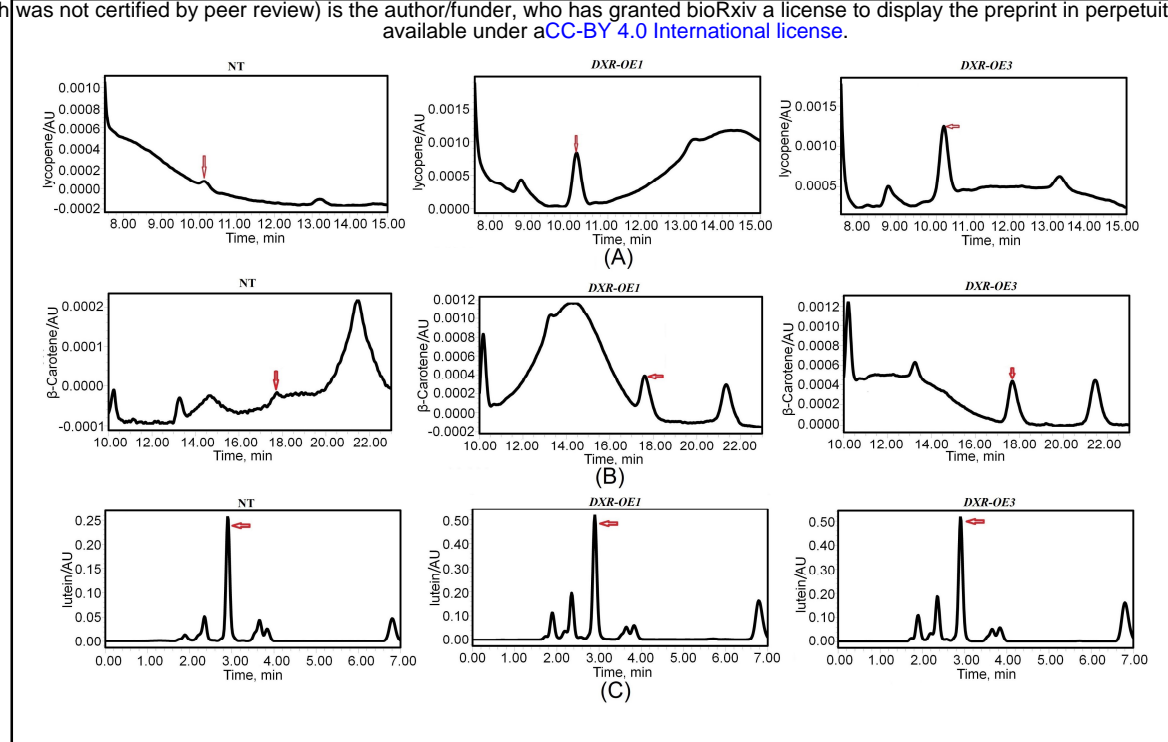 h was not certified by peer review) is the author/funder, who has granted bioRxiv a license to display the preprint in perpetuit
available under aCC-BY 4.0 International license.
NT
DXR-OE1
DXR-OE3
lycopene/AU
0.0010
0.0008
0.0006
0.0004
0.0002
0.0000
-0.0002
8.00 9.00 10.00 11.00 12.00 13.00 14.00 15.00
Time, min
lycopene/AU
0.0015
0.0010
0.0005
0.0000
8.00 9.00 10.00 11.00 12.00 13.00 14.00 15.00
Time, min
lycopene/AU
0.0015
0.0010
0.0005
8.00 9.00 10.00 11.00 12.00 13.00 14.00 15.00
Time, min
(A)
NT
DXR-OE1
DXR-OE3
β-Carotene/AU
0.0002
0.0001
0.0000
-0.0001
10.00 12.00 14.00 16.00 18.00 20.00 22.00
Time, min
β-Carotene/AU
0.0012
0.0010
0.0008
0.0006
0.0004
0.0002
0.0000
-0.0002
10.00 12.00 14.00 16.00 18.00 20.00 22.00
Time, min
β-Carotene/AU
0.0012
0.0010
0.0008
0.0006
0.0004
0.0002
0.0000
10.00 12.00 14.00 16.00 18.00 20.00 22.00
Time, min
(B)
NT
DXR-OE1
DXR-OE3
lutein/AU
0.25
0.20
0.15
0.10
0.05
0.00
0.00 1.00 2.00 3.00 4.00 5.00 6.00 7.00
Time, min
lutein/AU
0.50
0.40
0.30
0.20
0.10
0.00
0.00 1.00 2.00 3.00 4.00 5.00 6.00 7.00
Time, min
lutein/AU
0.50
0.40
0.30
0.20
0.10
0.00
0.00 1.00 2.00 3.00 4.00 5.00 6.00 7.00
Time, min
(C)